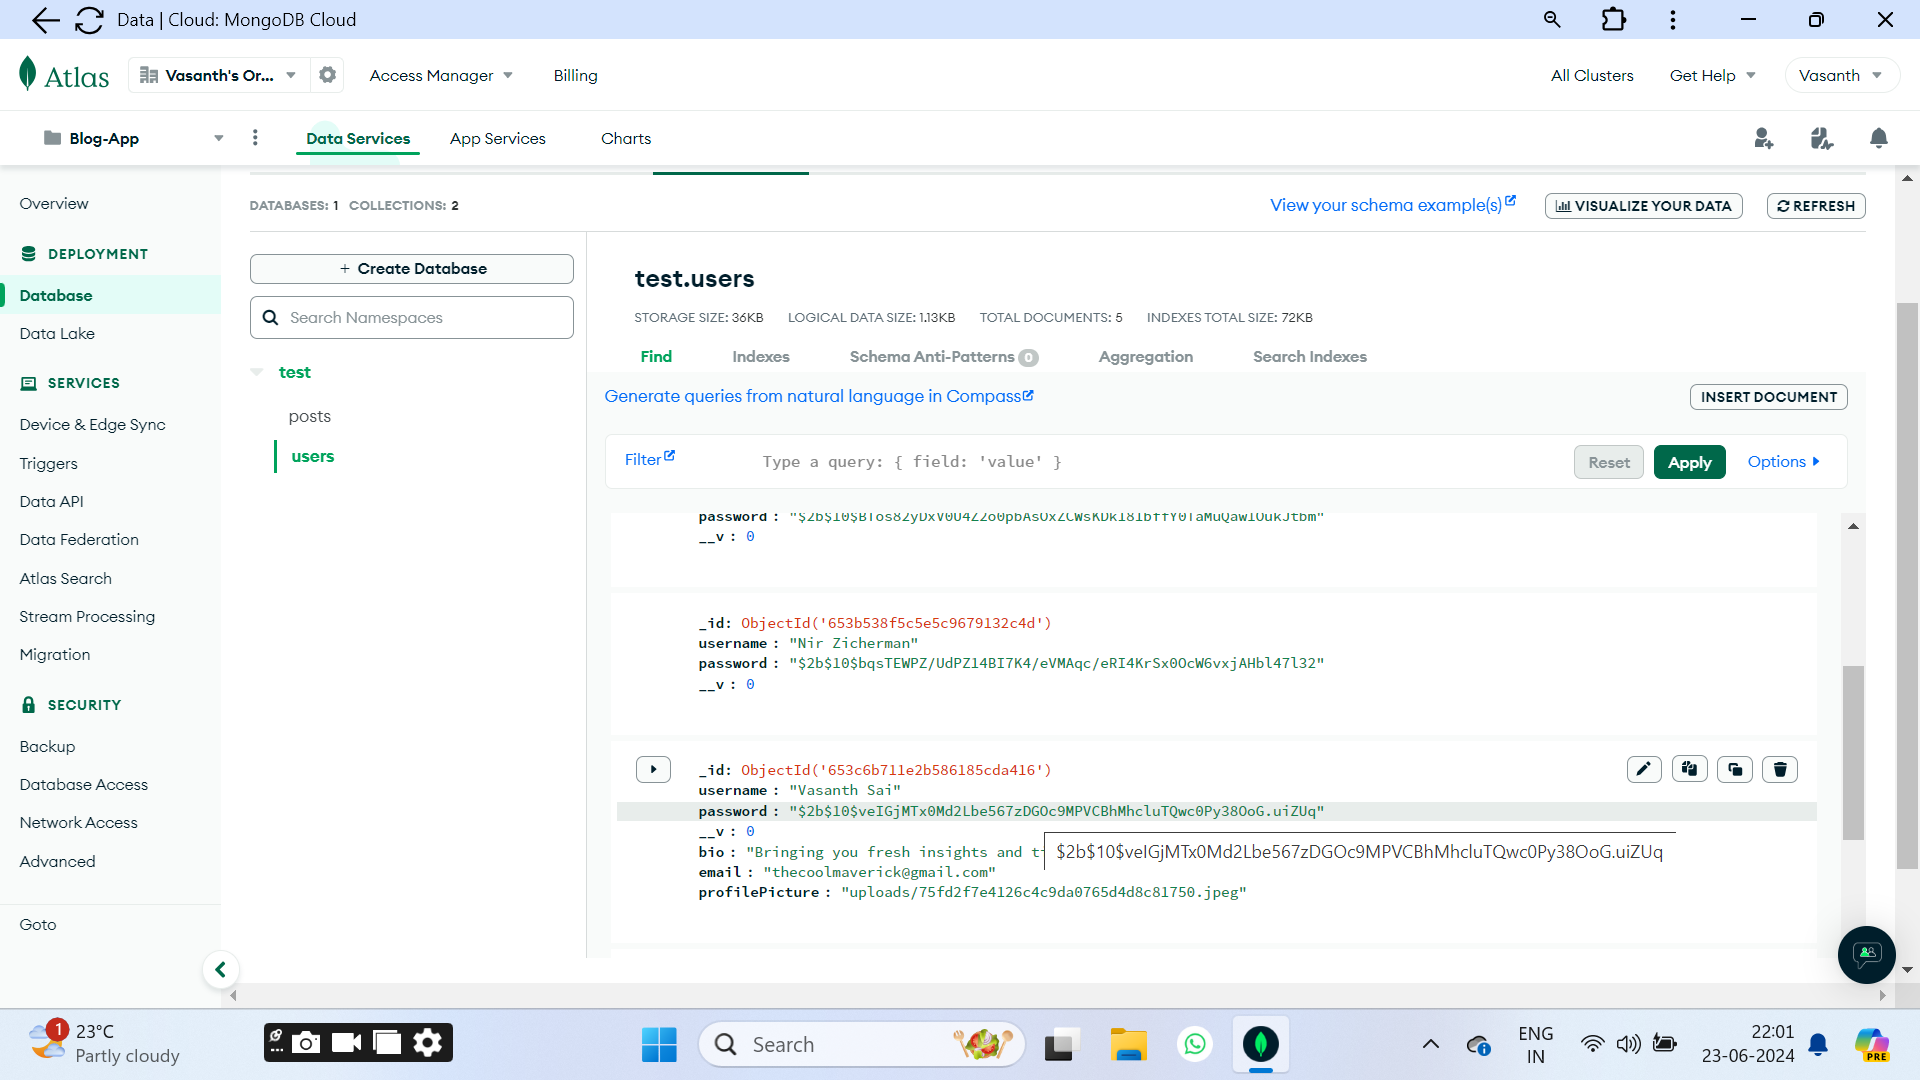 Data | Cloud: MongoDB Cloud
Atlas
Vasanth's Or...
Access Manager
Billing
All Clusters
Get Help
Vasanth
Blog-App
Data Services
App Services
Charts
Overview
DEPLOYMENT
Database
Data Lake
SERVICES
Device & Edge Sync
Triggers
Data API
Data Federation
Atlas Search
Stream Processing
Migration
SECURITY
Backup
Database Access
Network Access
Advanced
Goto
DATABASES: 1 COLLECTIONS: 2
View your schema example(s)
VISUALIZE YOUR DATA
REFRESH
+ Create Database
Search Namespaces
test
posts
users
test.users
STORAGE SIZE: 36KB LOGICAL DATA SIZE: 1.13KB TOTAL DOCUMENTS: 5 INDEXES TOTAL SIZE: 72KB
Find
Indexes
Schema Anti-Patterns 0
Aggregation
Search Indexes
Generate queries from natural language in Compass
INSERT DOCUMENT
Filter
Type a query: { field: 'value' }
Reset
Apply
Options
password :
__v : 0
_id: ObjectId('653b538f5c5e5c9679132c4d')
username : "Nir Zicherman"
password : "$2b$10$bqsTEWPZ/UdPZ14BI7K4/eVMAqc/eRI4KrSx0OcW6vxjAHbl47l32"
__v : 0
_id: ObjectId('653c6b711e2b586185cda416')
username : "Vasanth Sai"
password : "$2b$10$veIGjMTx0Md2Lbe567zDGOc9MPVCBhMhcluTQwc0Py38OoG.uiZUq"
__v : 0
bio : "Bringing you fresh insights and
$2b$10$veIGjMTx0Md2Lbe567zDGOc9MPVCBhMhcluTQwc0Py38OoG.uiZUq
email : "thecoolmaverick@gmail.com"
profilePicture : "uploads/75fd2f7e4126c4c9da0765d4d8c81750.jpeg"
1
23°C
Partly cloudy
Search
ENG
IN
22:01
23-06-2024
PRE